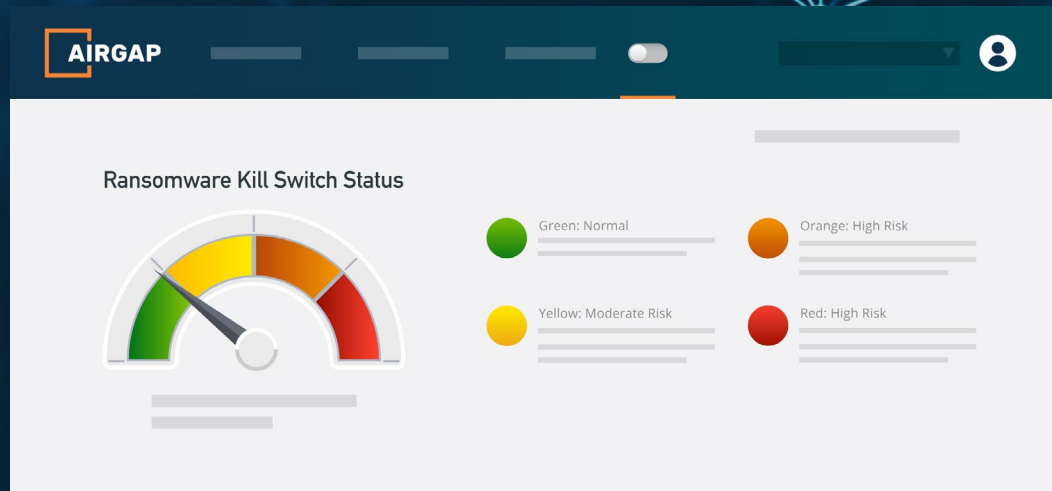 AIRGAP
Ransomware Kill Switch Status
Green: Normal
Orange: High Risk
Yellow: Moderate Risk
Red: High Risk